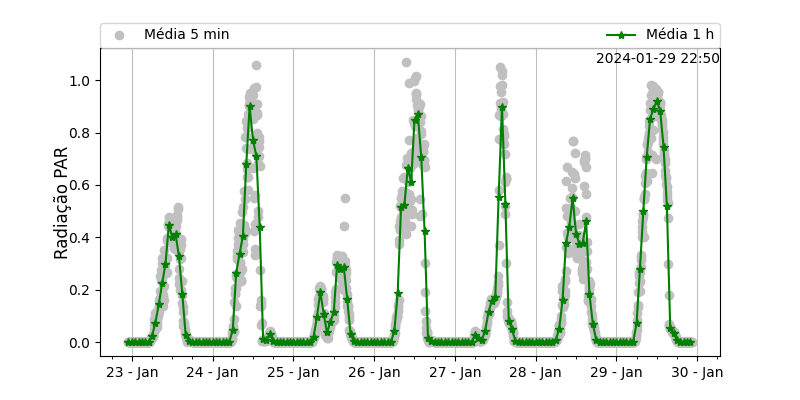 Média 5 min
Média 1 h
2024-01-29 22:50
Radiação PAR
1.0
0.8
0.6
0.4
0.2
0.0
23 - Jan
24 - Jan
25 - Jan
26 - Jan
27 - Jan
28 - Jan
29 - Jan
30 - Jan